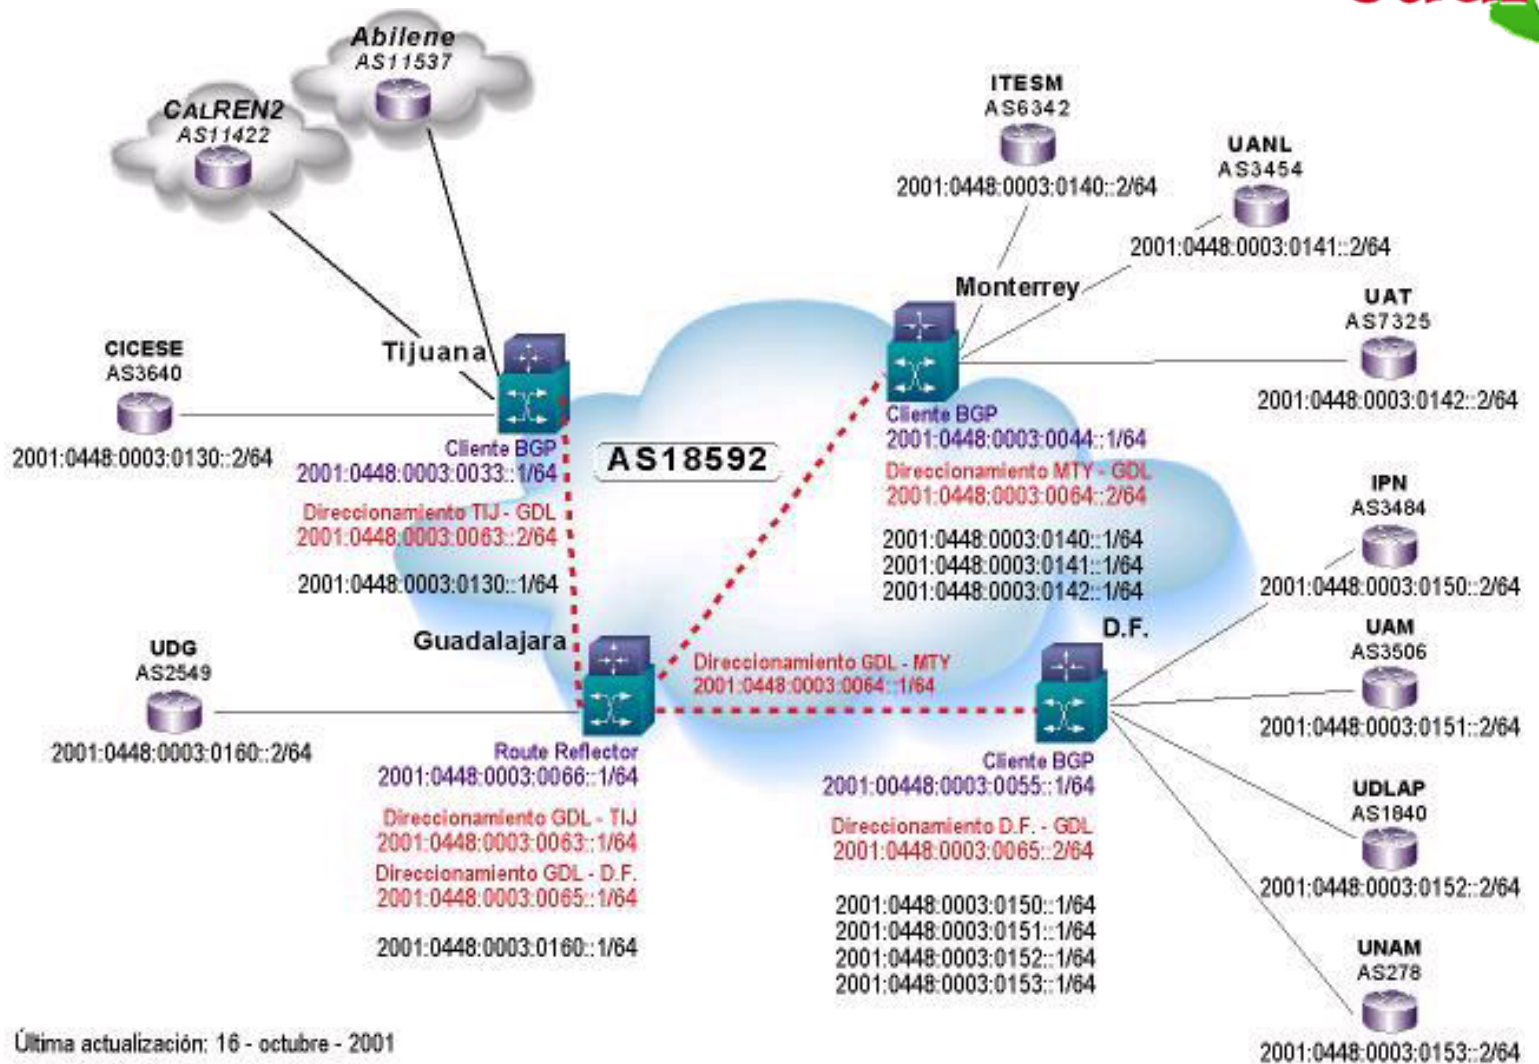 Abilene
AS11537
CALREN2
AS11422
ITESM
AS6342
2001:0448:0003:0140::2/64
UANL
AS3454
2001:0448:0003:0141::2/64
UAT
AS7325
2001:0448:0003:0142::2/64
Monterrey
Cliente BGP
2001:0448:0003:0044::1/64
Direccionamiento MTY - GDL
2001:0448:0003:0064::2/64
2001:0448:0003:0140::1/64
2001:0448:0003:0141::1/64
2001:0448:0003:0142::1/64
Tijuana
CICESE
AS3640
2001:0448:0003:0130::2/64
Cliente BGP
2001:0448:0003:0033::1/64
Direccionamiento TIJ - GDL
2001:0448:0003:0063::2/64
2001:0448:0003:0130::1/64
AS18592
Guadalajara
UDG
AS2549
2001:0448:0003:0160::2/64
Direccionamiento GDL - MTY
2001:0448:0003:0064::1/64
Route Reflector
2001:0448:0003:0066::1/64
Direccionamiento GDL - TIJ
2001:0448:0003:0063::1/64
Direccionamiento GDL - D.F.
2001:0448:0003:0065::1/64
2001:0448:0003:0160::1/64
D.F.
Cliente BGP
2001:00448:0003:0055::1/64
Direccionamiento D.F. - GDL
2001:0448:0003:0065::2/64
2001:0448:0003:0150::1/64
2001:0448:0003:0151::1/64
2001:0448:0003:0152::1/64
2001:0448:0003:0153::1/64
IPN
AS3484
2001:0448:0003:0150::2/64
UAM
AS3506
2001:0448:0003:0151::2/64
UDLAP
AS1840
2001:0448:0003:0152::2/64
UNAM
AS278
2001:0448:0003:0153::2/64
Última actualización: 16 - octubre - 2001